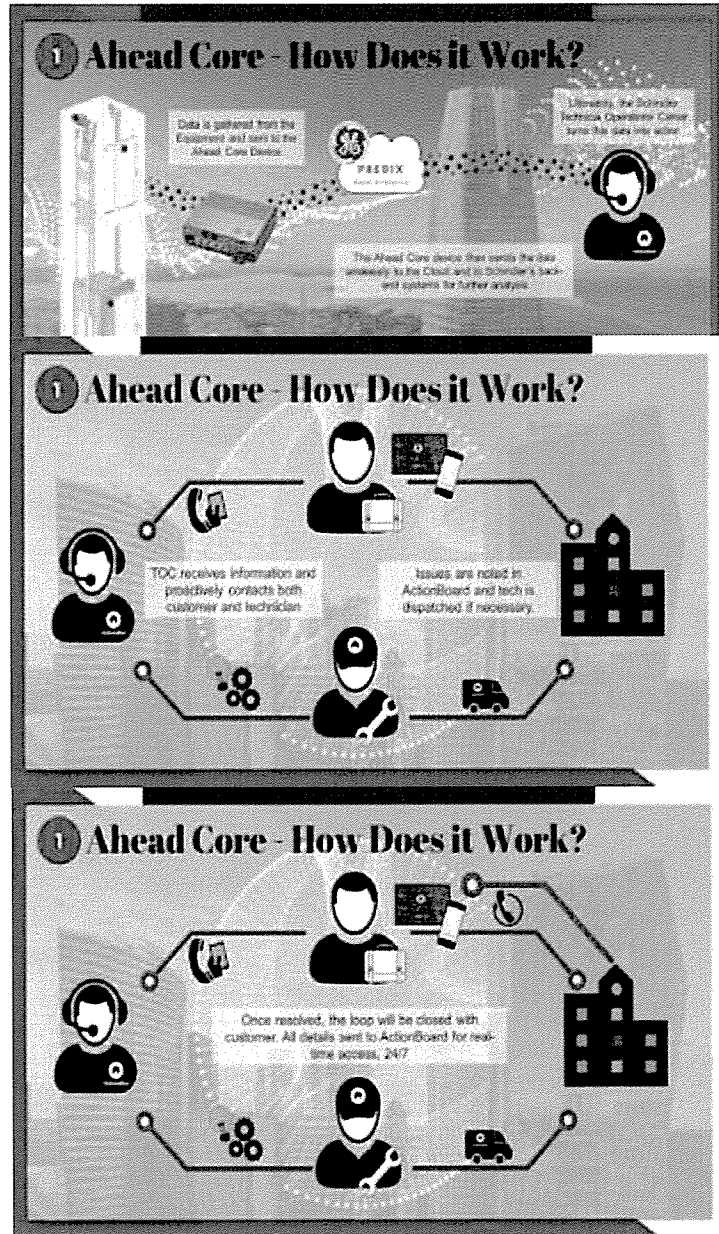 1 Ahead Core - How Does it Work?
Data is gathered from the
Equipment and sent to the
Ahead Core Device
PREDIX
Ultimately, the Schindler
Technical Operations Center
turns this data into action
The Ahead Core device then sends the data
wirelessly to the Cloud and to Schindler's back-
end systems for further analysis
1 Ahead Core - How Does it Work?
TOC receives information and
proactively contacts both
customer and technician
Issues are noted in
ActionBoard and tech is
dispatched if necessary.
1 Ahead Core - How Does it Work?
Once resolved, the loop will be closed with
customer. All details sent to ActionBoard for real-
time access, 24/7